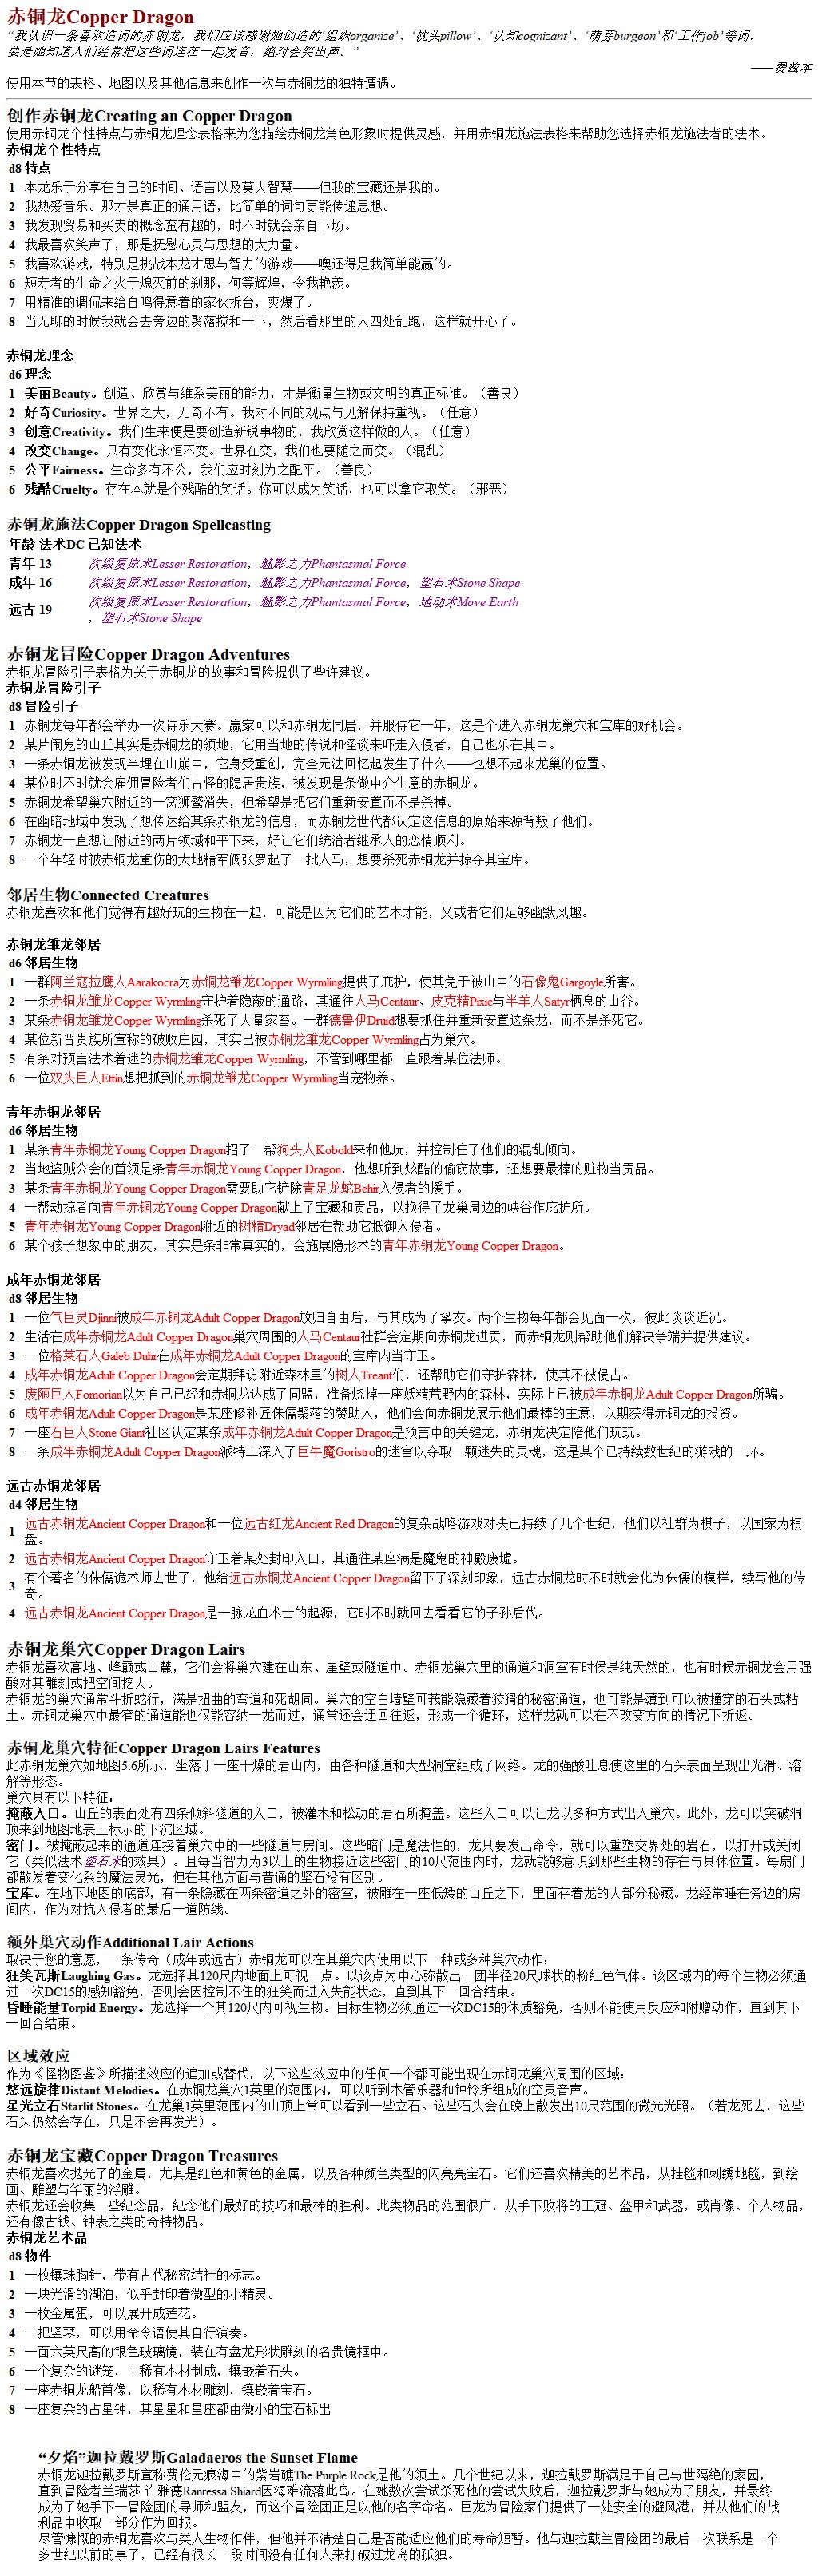 赤铜龙Copper Dragon
“我认识一条喜欢造词的赤铜龙，我们应该感谢她创造的‘组织organize’、‘枕头pillow’、‘认知cognizant’、‘萌芽burgeon’和‘工作job’等词．
要是她知道人们经常把这些词连在一起发音，绝对会笑出声．”
——费兹本
使用本节的表格、地图以及其他信息来创作一次与赤铜龙的独特遭遇。
创作赤铜龙Creating an Copper Dragon
使用赤铜龙个性特点与赤铜龙理念表格来为您描绘赤铜龙角色形象时提供灵感，并用赤铜龙施法表格来帮助您选择赤铜龙施法者的法术。
赤铜龙个性特点
d8 特点
1 本龙乐于分享在自己的时间、语言以及莫大智慧——但我的宝藏还是我的。
2 我热爱音乐。那才是真正的通用语，比简单的词句更能传递思想。
3 我发现贸易和买卖的概念蛮有趣的，时不时就会亲自下场。
4 我最喜欢笑声了，那是抚慰心灵与思想的大力量。
5 我喜欢游戏，特别是挑战本龙才思与智力的游戏——噢还得是我简单能赢的。
6 短寿者的生命之火于熄灭前的刹那，何等辉煌，令我艳羡。
7 用精准的调侃来给自鸣得意着的家伙拆台，爽爆了。
8 当无聊的时候我就会去旁边的聚落搅和一下，然后看那里的人四处乱跑，这样就开心了。
赤铜龙理念
d6 理念
1 美丽Beauty。创造、欣赏与维系美丽的能力，才是衡量生物或文明的真正标准。（善良）
2 好奇Curiosity。世界之大，无奇不有。我对不同的观点与见解保持重视。（任意）
3 创意Creativity。我们生来便是要创造新锐事物的，我欣赏这样做的人。（任意）
4 改变Change。只有变化永恒不变。世界在变，我们也要随之而变。（混乱）
5 公平Fairness。生命多有不公，我们应时刻为之配平。（善良）
6 残酷Cruelty。存在本就是个残酷的笑话。你可以成为笑话，也可以拿它取笑。（邪恶）
赤铜龙施法Copper Dragon Spellcasting
年龄 法术DC 已知法术
青年 13 次级复原术Lesser Restoration，魅影之力Phantasmal Force
成年 16 次级复原术Lesser Restoration，魅影之力Phantasmal Force，塑石术Stone Shape
远古 19 次级复原术Lesser Restoration，魅影之力Phantasmal Force，地动术Move Earth
，塑石术Stone Shape
赤铜龙冒险Copper Dragon Adventures
赤铜龙冒险引子表格为关于赤铜龙的故事和冒险提供了些许建议。
赤铜龙冒险引子
d8 冒险引子
1 赤铜龙每年都会举办一次诗乐大赛。赢家可以和赤铜龙同居，并服侍它一年，这是个进入赤铜龙巢穴和宝库的好机会。
2 某片闹鬼的山丘其实是赤铜龙的领地，它用当地的传说和怪谈来吓走入侵者，自己也乐在其中。
3 一条赤铜龙被发现半埋在山崩中，它身受重创，完全无法回忆起发生了什么——也想不起来龙巢的位置。
4 某位时不时就会雇佣冒险者们古怪的隐居贵族，被发现是条做中介生意的赤铜龙。
5 赤铜龙希望巢穴附近的一窝狮鹫消失，但希望是把它们重新安置而不是杀掉。
6 在幽暗地域中发现了想传达给某条赤铜龙的信息，而赤铜龙世代都认定这信息的原始来源背叛了他们。
7 赤铜龙一直想让附近的两片领域和平下来，好让它们统治者继承人的恋情顺利。
8 一个年轻时被赤铜龙重伤的大地精军阀张罗起了一批人马，想要杀死赤铜龙并掠夺其宝库。
邻居生物Connected Creatures
赤铜龙喜欢和他们觉得有趣好玩的生物在一起，可能是因为它们的艺术才能，又或者它们足够幽默风趣。
赤铜龙雏龙邻居
d6 邻居生物
1 一群阿兰寇拉鹰人Aarakocra为赤铜龙雏龙Copper Wyrmling提供了庇护，使其免于被山中的石像鬼Gargoyle所害。
2 一条赤铜龙雏龙Copper Wyrmling守护着隐蔽的通路，其通往人马Centaur、皮克精Pixie与半羊人Satyr栖息的山谷。
3 某条赤铜龙雏龙Copper Wyrmling杀死了大量家畜。一群德鲁伊Druid想要抓住并重新安置这条龙，而不是杀死它。
4 某位新晋贵族所宣称的破败庄园，其实已被赤铜龙雏龙Copper Wyrmling占为巢穴。
5 有条对预言法术着迷的赤铜龙雏龙Copper Wyrmling，不管到哪里都一直跟着某位法师。
6 一位双头巨人Ettin想把抓到的赤铜龙雏龙Copper Wyrmling当宠物养。
青年赤铜龙邻居
d6 邻居生物
1 某条青年赤铜龙Young Copper Dragon招了一帮狗头人Kobold来和他玩，并控制住了他们的混乱倾向。
2 当地盗贼公会的首领是条青年赤铜龙Young Copper Dragon，他想听到炫酷的偷窃故事，还想要最棒的赃物当贡品。
3 某条青年赤铜龙Young Copper Dragon需要助它铲除青足龙蛇Behir入侵者的援手。
4 一帮劫掠者向青年赤铜龙Young Copper Dragon献上了宝藏和贡品，以换得了龙巢周边的峡谷作庇护所。
5 青年赤铜龙Young Copper Dragon附近的树精Dryad邻居在帮助它抵御入侵者。
6 某个孩子想象中的朋友，其实是条非常真实的，会施展隐形术的青年赤铜龙Young Copper Dragon。
成年赤铜龙邻居
d8 邻居生物
1 一位气巨灵Djinni被成年赤铜龙Adult Copper Dragon放归自由后，与其成为了挚友。两个生物每年都会见面一次，彼此谈谈近况。
2 生活在成年赤铜龙Adult Copper Dragon巢穴周围的人马Centaur社群会定期向赤铜龙进贡，而赤铜龙则帮助他们解决争端并提供建议。
3 一位格莱石人Galeb Duhr在成年赤铜龙Adult Copper Dragon的宝库内当守卫。
4 成年赤铜龙Adult Copper Dragon会定期拜访附近森林里的树人Treant们，还帮助它们守护森林，使其不被侵占。
5 废陋巨人Fomorian以为自己已经和赤铜龙达成了同盟，准备烧掉一座妖精荒野内的森林，实际上已被成年赤铜龙Adult Copper Dragon所骗。
6 成年赤铜龙Adult Copper Dragon是某座修补匠侏儒聚落的赞助人，他们会向赤铜龙展示他们最棒的主意，以期获得赤铜龙的投资。
7 一座石巨人Stone Giant社区认定某条成年赤铜龙Adult Copper Dragon是预言中的关键龙，赤铜龙决定陪他们玩玩。
8 一条成年赤铜龙Adult Copper Dragon派特工深入了巨牛魔Goristro的迷宫以夺取一颗迷失的灵魂，这是某个已持续数世纪的游戏的一环。
远古赤铜龙邻居
d4 邻居生物
1 远古赤铜龙Ancient Copper Dragon和一位远古红龙Ancient Red Dragon的复杂战略游戏对决已持续了几个世纪，他们以社群为棋子，以国家为棋
盘。
2 远古赤铜龙Ancient Copper Dragon守卫着某处封印入口，其通往某座满是魔鬼的神殿废墟。
3 有个著名的侏儒诡术师去世了，他给远古赤铜龙Ancient Copper Dragon留下了深刻印象，远古赤铜龙时不时就会化为侏儒的模样，续写他的传
奇。
4 远古赤铜龙Ancient Copper Dragon是一脉龙血术士的起源，它时不时就回去看看它的子孙后代。
赤铜龙巢穴Copper Dragon Lairs
赤铜龙喜欢高地、峰巅或山麓，它们会将巢穴建在山东、崖壁或隧道中。赤铜龙巢穴里的通道和洞室有时候是纯天然的，也有时候赤铜龙会用强
酸对其雕刻或把空间挖大。
赤铜龙的巢穴通常斗折蛇行，满是扭曲的弯道和死胡同。巢穴的空白墙壁可莪能隐藏着狡猾的秘密通道，也可能是薄到可以被撞穿的石头或粘
土。赤铜龙巢穴中最窄的通道能也仅能容纳一龙而过，通常还会迂回往返，形成一个循环，这样龙就可以在不改变方向的情况下折返。
赤铜龙巢穴特征Copper Dragon Lairs Features
此赤铜龙巢穴如地图5.6所示，坐落于一座干燥的岩山内，由各种隧道和大型洞室组成了网络。龙的强酸吐息使这里的石头表面呈现出光滑、溶
解等形态。
巢穴具有以下特征：
掩蔽入口。山丘的表面处有四条倾斜隧道的入口，被灌木和松动的岩石所掩盖。这些入口可以让龙以多种方式出入巢穴。此外，龙可以突破洞
顶来到地图地表上标示的下沉区域。
密门。被掩蔽起来的通道连接着巢穴中的一些隧道与房间。这些暗门是魔法性的，龙只要发出命令，就可以重塑交界处的岩石，以打开或关闭
它（类似法术塑石术的效果）。且每当智力为3以上的生物接近这些密门的10尺范围内时，龙就能够意识到那些生物的存在与具体位置。每扇门
都散发着变化系的魔法灵光，但在其他方面与普通的坚石没有区别。
宝库。在地下地图的底部，有一条隐藏在两条密道之外的密室，被雕在一座低矮的山丘之下，里面存着龙的大部分秘藏。龙经常睡在旁边的房
间内，作为对抗入侵者的最后一道防线。
额外巢穴动作Additional Lair Actions
取决于您的意愿，一条传奇（成年或远古）赤铜龙可以在其巢穴内使用以下一种或多种巢穴动作：
狂笑瓦斯Laughing Gas。龙选择其120尺内地面上可视一点。以该点为中心弥散出一团半径20尺球状的粉红色气体。该区域内的每个生物必须通
过一次DC15的感知豁免，否则会因控制不住的狂笑而进入失能状态，直到其下一回合结束。
昏睡能量Torpid Energy。龙选择一个其120尺内可视生物。目标生物必须通过一次DC15的体质豁免，否则不能使用反应和附赠动作，直到其下
一回合结束。
区域效应
作为《怪物图鉴》所描述效应的追加或替代，以下这些效应中的任何一个都可能出现在赤铜龙巢穴周围的区域：
悠远旋律Distant Melodies。在赤铜龙巢穴1英里的范围内，可以听到木管乐器和钟铃所组成的空灵音声。
星光立石Starlit Stones。在龙巢1英里范围内的山顶上常可以看到一些立石。这些石头会在晚上散发出10尺范围的微光光照。（若龙死去，这些
石头仍然会存在，只是不会再发光）。
赤铜龙宝藏Copper Dragon Treasures
赤铜龙喜欢抛光了的金属，尤其是红色和黄色的金属，以及各种颜色类型的闪亮亮宝石。它们还喜欢精美的艺术品，从挂毯和刺绣地毯，到绘
画、雕塑与华丽的浮雕。
赤铜龙还会收集一些纪念品，纪念他们最好的技巧和最棒的胜利。此类物品的范围很广，从手下败将的王冠、盔甲和武器，或肖像、个人物品，
还有像古钱、钟表之类的奇特物品。
赤铜龙艺术品
d8 物件
1 一枚镶珠胸针，带有古代秘密结社的标志。
2 一块光滑的湖泊，似乎封印着微型的小精灵。
3 一枚金属蛋，可以展开成莲花。
4 一把竖琴，可以用命令语使其自行演奏。
5 一面六英尺高的银色玻璃镜，装在有盘龙形状雕刻的名贵镜框中。
6 一个复杂的谜笼，由稀有木材制成，镶嵌着石头。
7 一座赤铜龙船首像，以稀有木材雕刻，镶嵌着宝石。
8 一座复杂的占星钟，其星星和星座都由微小的宝石标出
“夕焰”迦拉戴罗斯Galadaeros the Sunset Flame
赤铜龙迦拉戴罗斯宣称费伦无痕海中的紫岩礁The Purple Rock是他的领土。几个世纪以来，迦拉戴罗斯满足于自己与世隔绝的家园，
直到冒险者兰瑞莎·许雅德Ranressa Shiard因海难流落此岛。在她数次尝试杀死他的尝试失败后，迦拉戴罗斯与她成为了朋友，并最终
成为了她手下一冒险团的导师和盟友，而这个冒险团正是以他的名字命名。巨龙为冒险家们提供了一处安全的避风港，并从他们的战
利品中收取一部分作为回报。
尽管慷慨的赤铜龙喜欢与类人生物作伴，但他并不清楚自己是否能适应他们的寿命短暂。他与迦拉戴兰冒险团的最后一次联系是一个
多世纪以前的事了，已经有很长一段时间没有任何人来打破过龙岛的孤独。